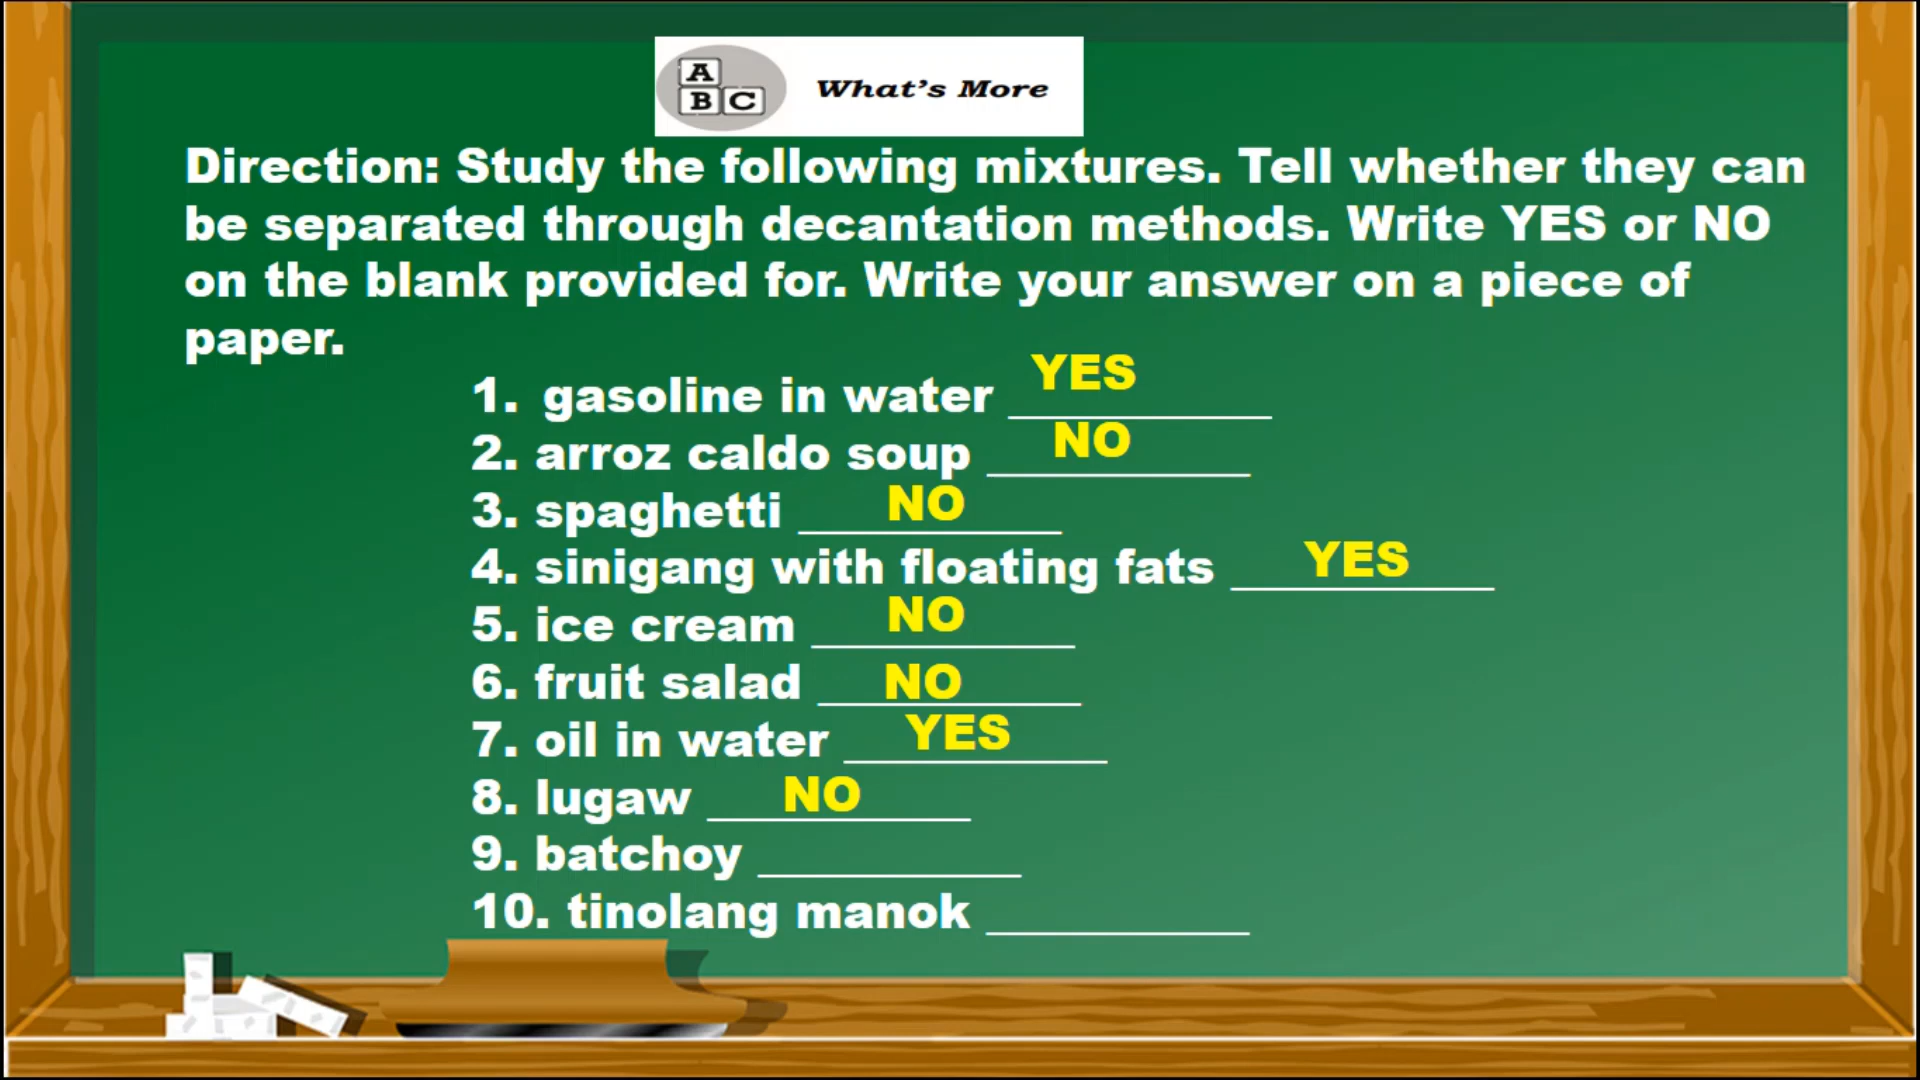 A
B C
What's More
Direction: Study the following mixtures. Tell whether they can
be separated through decantation methods. Write YES or NO
on the blank provided for. Write your answer on a piece of
paper.
1. gasoline in water YES
2. arroz caldo soup NO
3. spaghetti NO
4. sinigang with floating fats YES
5. ice cream NO
6. fruit salad NO
7. oil in water YES
8. lugaw NO
9. batchoy ___________
10. tinolang manok ___________